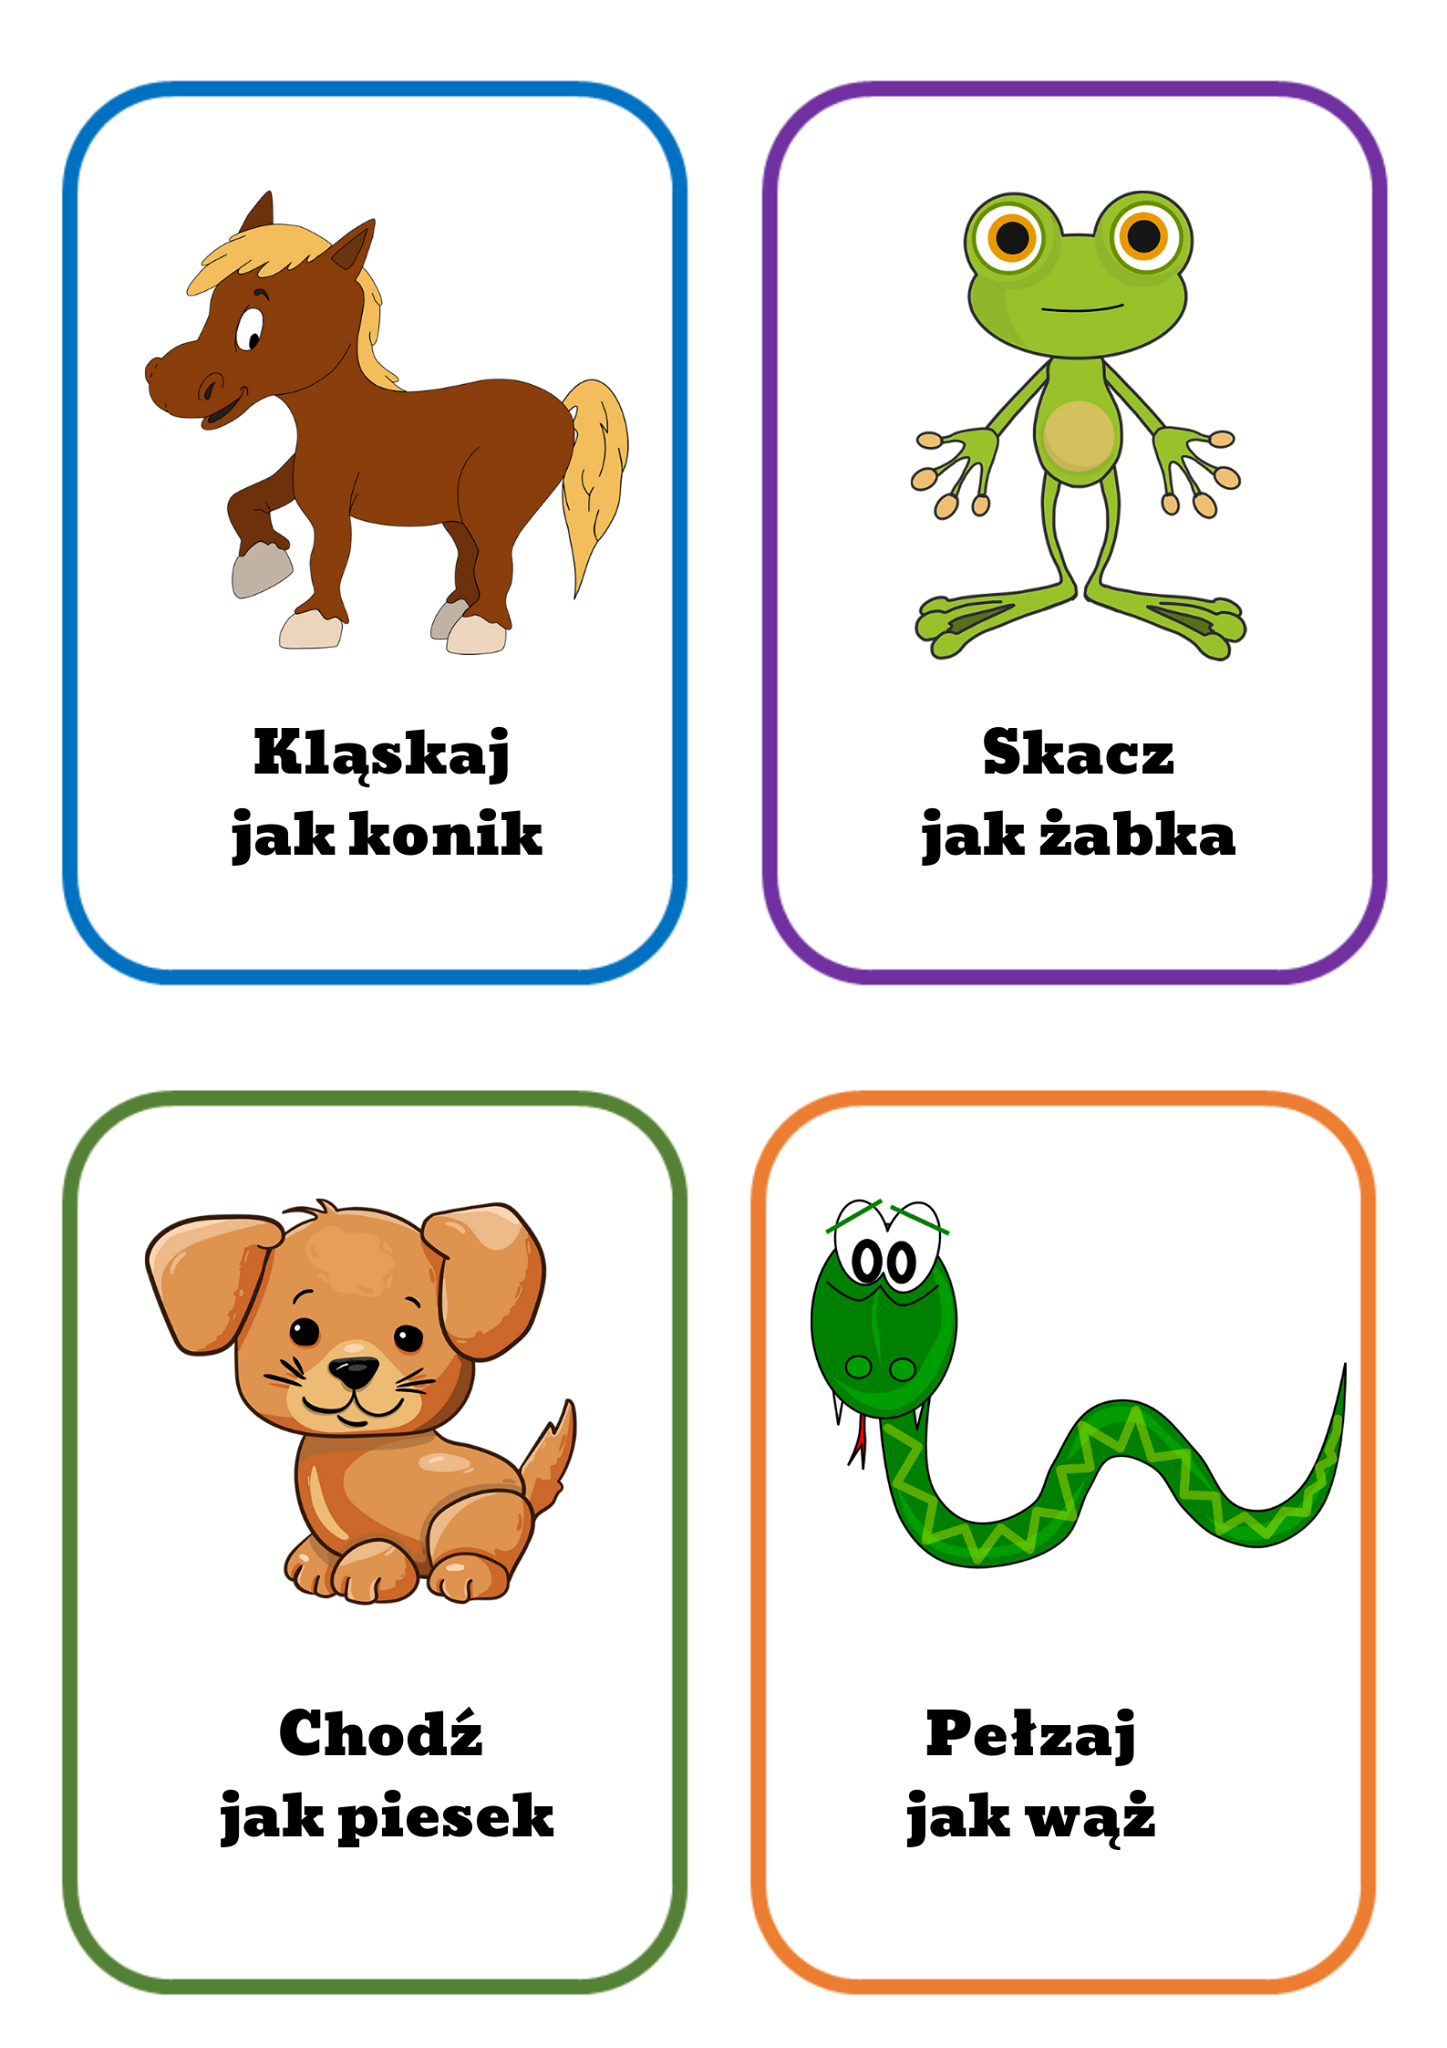 Kląskaj
jak konik
Skacz
jak żabka
Chodź
jak piesek
Pełzaj
jak wąż